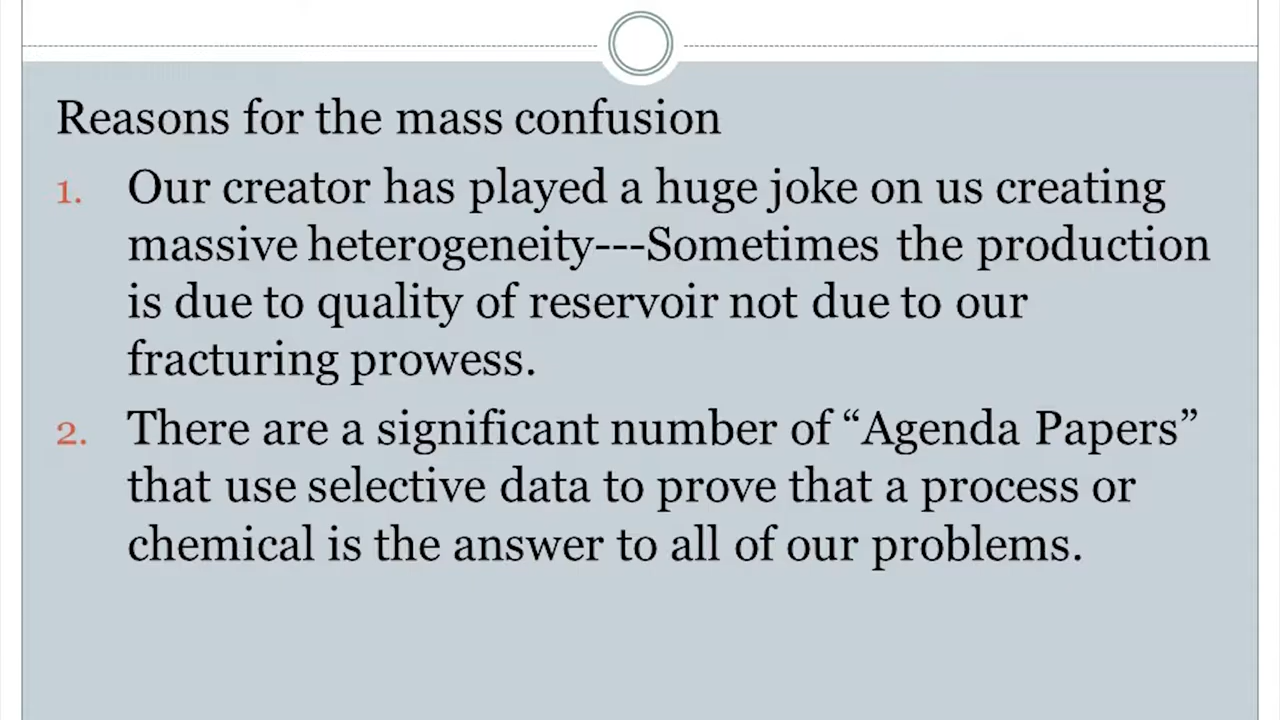 Reasons for the mass confusion
1. Our creator has played a huge joke on us creating
massive heterogeneity---Sometimes the production
is due to quality of reservoir not due to our
fracturing prowess.
2. There are a significant number of “Agenda Papers”
that use selective data to prove that a process or
chemical is the answer to all of our problems.